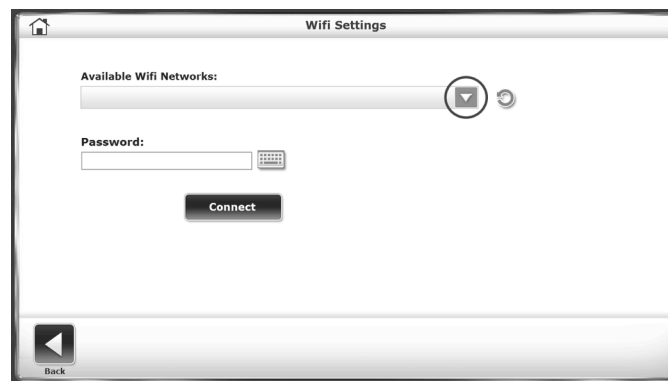 Wifi Settings
Available Wifi Networks:
Password:
Connect
Back